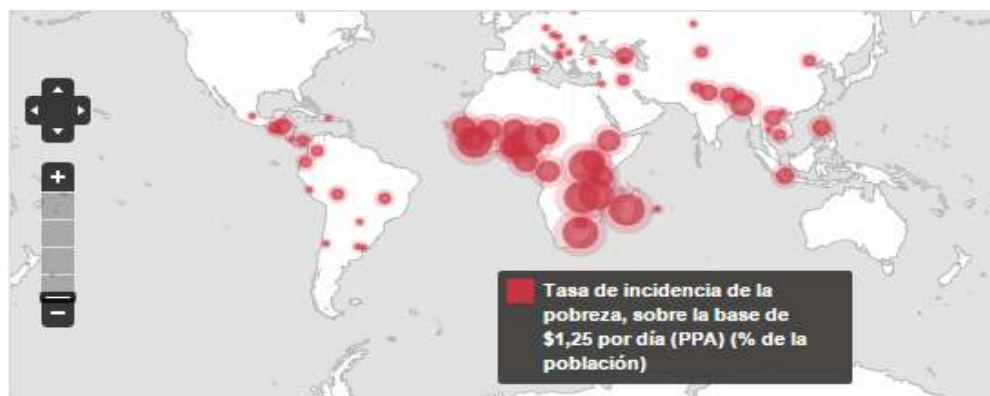 +
−
Tasa de incidencia de la
pobreza, sobre la base de
$1,25 por día (PPA) (% de la
población)